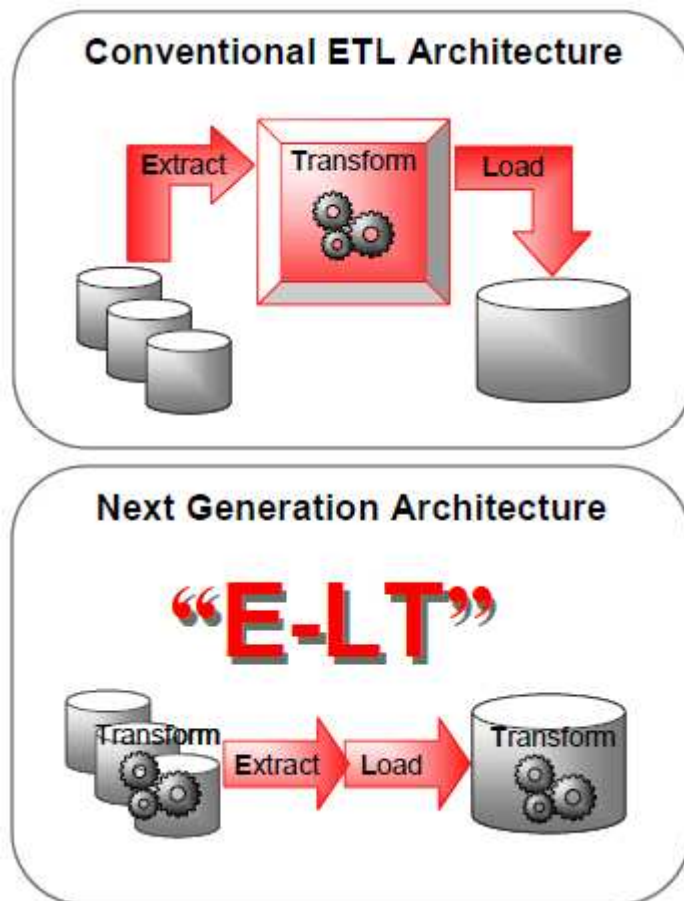 Conventional ETL Architecture
Extract
Transform
Load
Next Generation Architecture
“E-LT”
Transform
Extract
Load
Transform